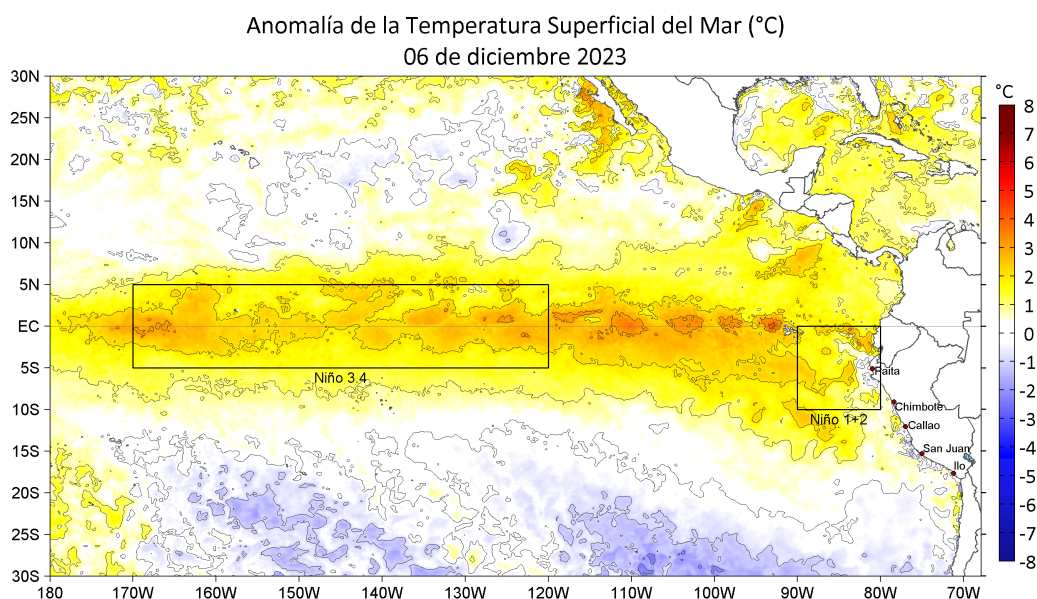 Anomalía de la Temperatura Superficial del Mar (°C)
06 de diciembre 2023
30N
25N
20N
15N
10N
5N
EC
5S
10S
15S
20S
25S
30S
180
170W
160W
150W
140W
130W
120W
110W
100W
90W
80W
70W
Niño 3.4
Niño 1+2
Paita
Chimbote
Callao
San Juan
Ilo
°C
8
7
6
5
4
3
2
1
0
-1
-2
-3
-4
-5
-6
-7
-8